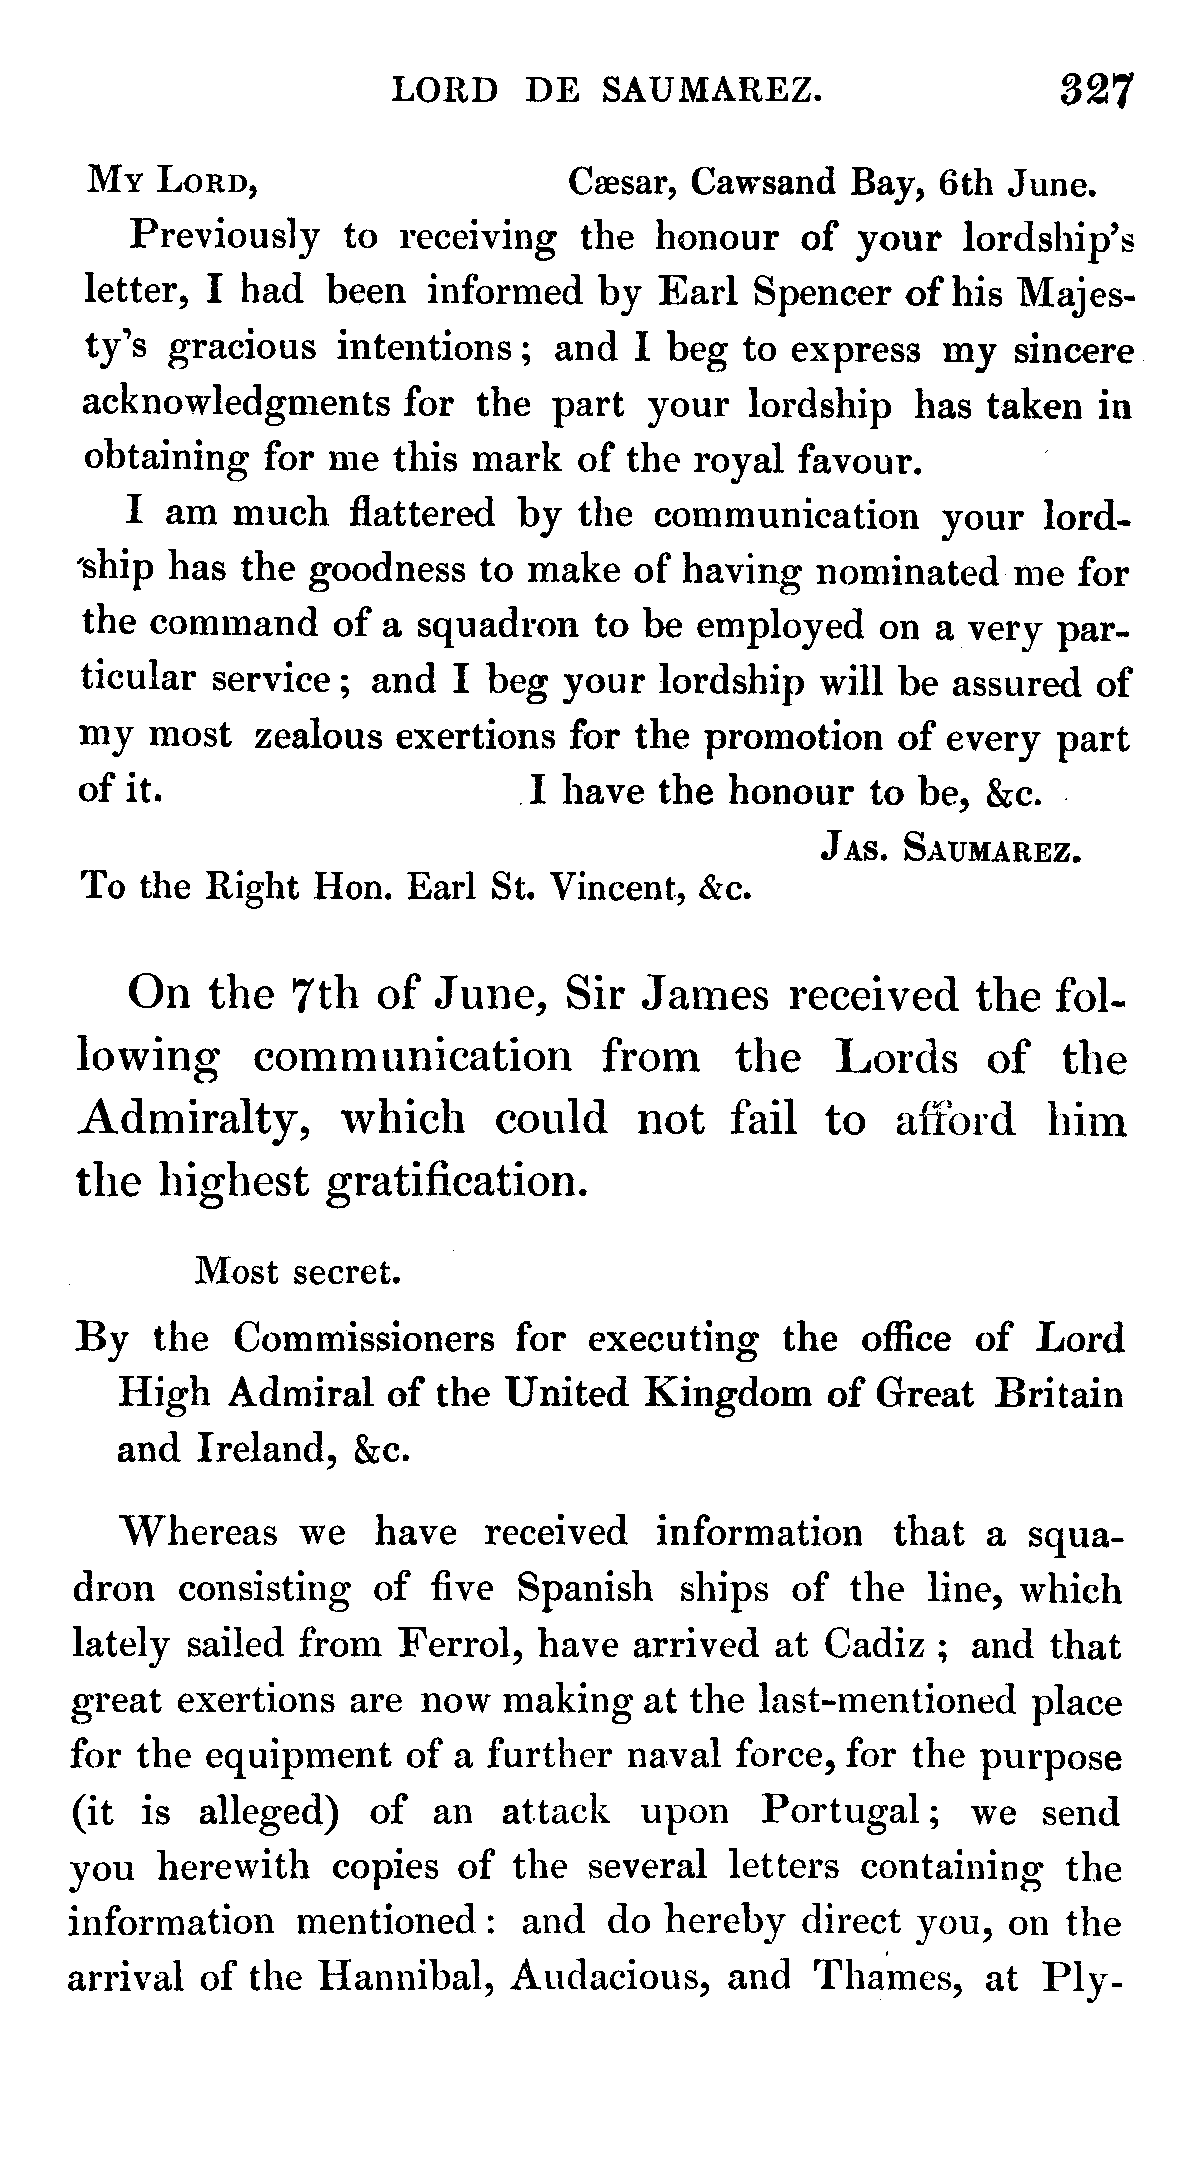 LORD DE SAUMAREZ. 327
My Lord, Cæsar, Cawsand Bay, 6th June.
Previously to receiving the honour of your lordship's
letter, I had been informed by Earl Spencer of his Majes-
ty's gracious intentions; and I beg to express my sincere
acknowledgments for the part your lordship has taken in
obtaining for me this mark of the royal favour.
I am much flattered by the communication your lord-
ship has the goodness to make of having nominated me for
the command of a squadron to be employed on a very par-
ticular service; and I beg your lordship will be assured of
my most zealous exertions for the promotion of every part
of it. I have the honour to be, &c.
Jas. Saumarez.
To the Right Hon. Earl St. Vincent, &c.
On the 7th of June, Sir James received the fol-
lowing communication from the Lords of the
Admiralty, which could not fail to afford him
the highest gratification.
Most secret.
By the Commissioners for executing the office of Lord
High Admiral of the United Kingdom of Great Britain
and Ireland, &c.
Whereas we have received information that a squa-
dron consisting of five Spanish ships of the line, which
lately sailed from Ferrol, have arrived at Cadiz; and that
great exertions are now making at the last-mentioned place
for the equipment of a further naval force, for the purpose
(it is alleged) of an attack upon Portugal; we send
you herewith copies of the several letters containing the
information mentioned: and do hereby direct you, on the
arrival of the Hannibal, Audacious, and Thames, at Ply-